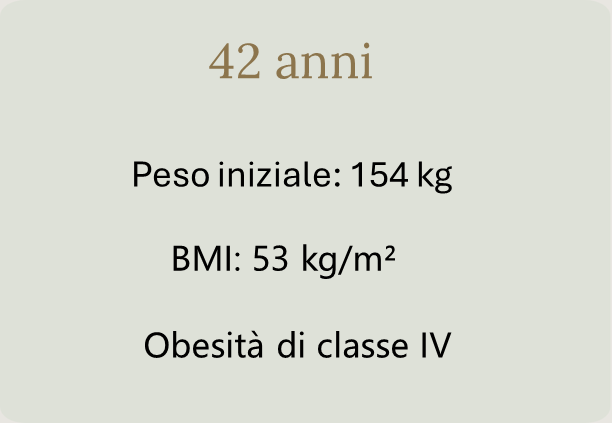 42 anni
Peso iniziale: 154 kg
BMI: 53 kg/m²
Obesità di classe IV